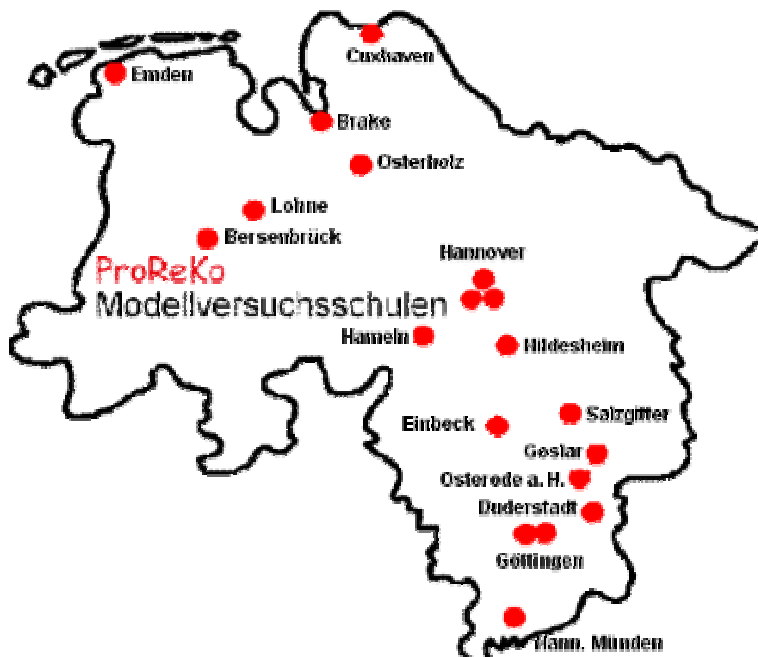 Cuxhaven
Emden
Brake
Osterholz
Lohne
Bersenbrück
Hannover
ProReKo
Modellversuchsschulen
Hameln
Hildesheim
Salzgitter
Einbeck
Goslar
Osterode a. H.
Duderstadt
Göttingen
Hann. Münden